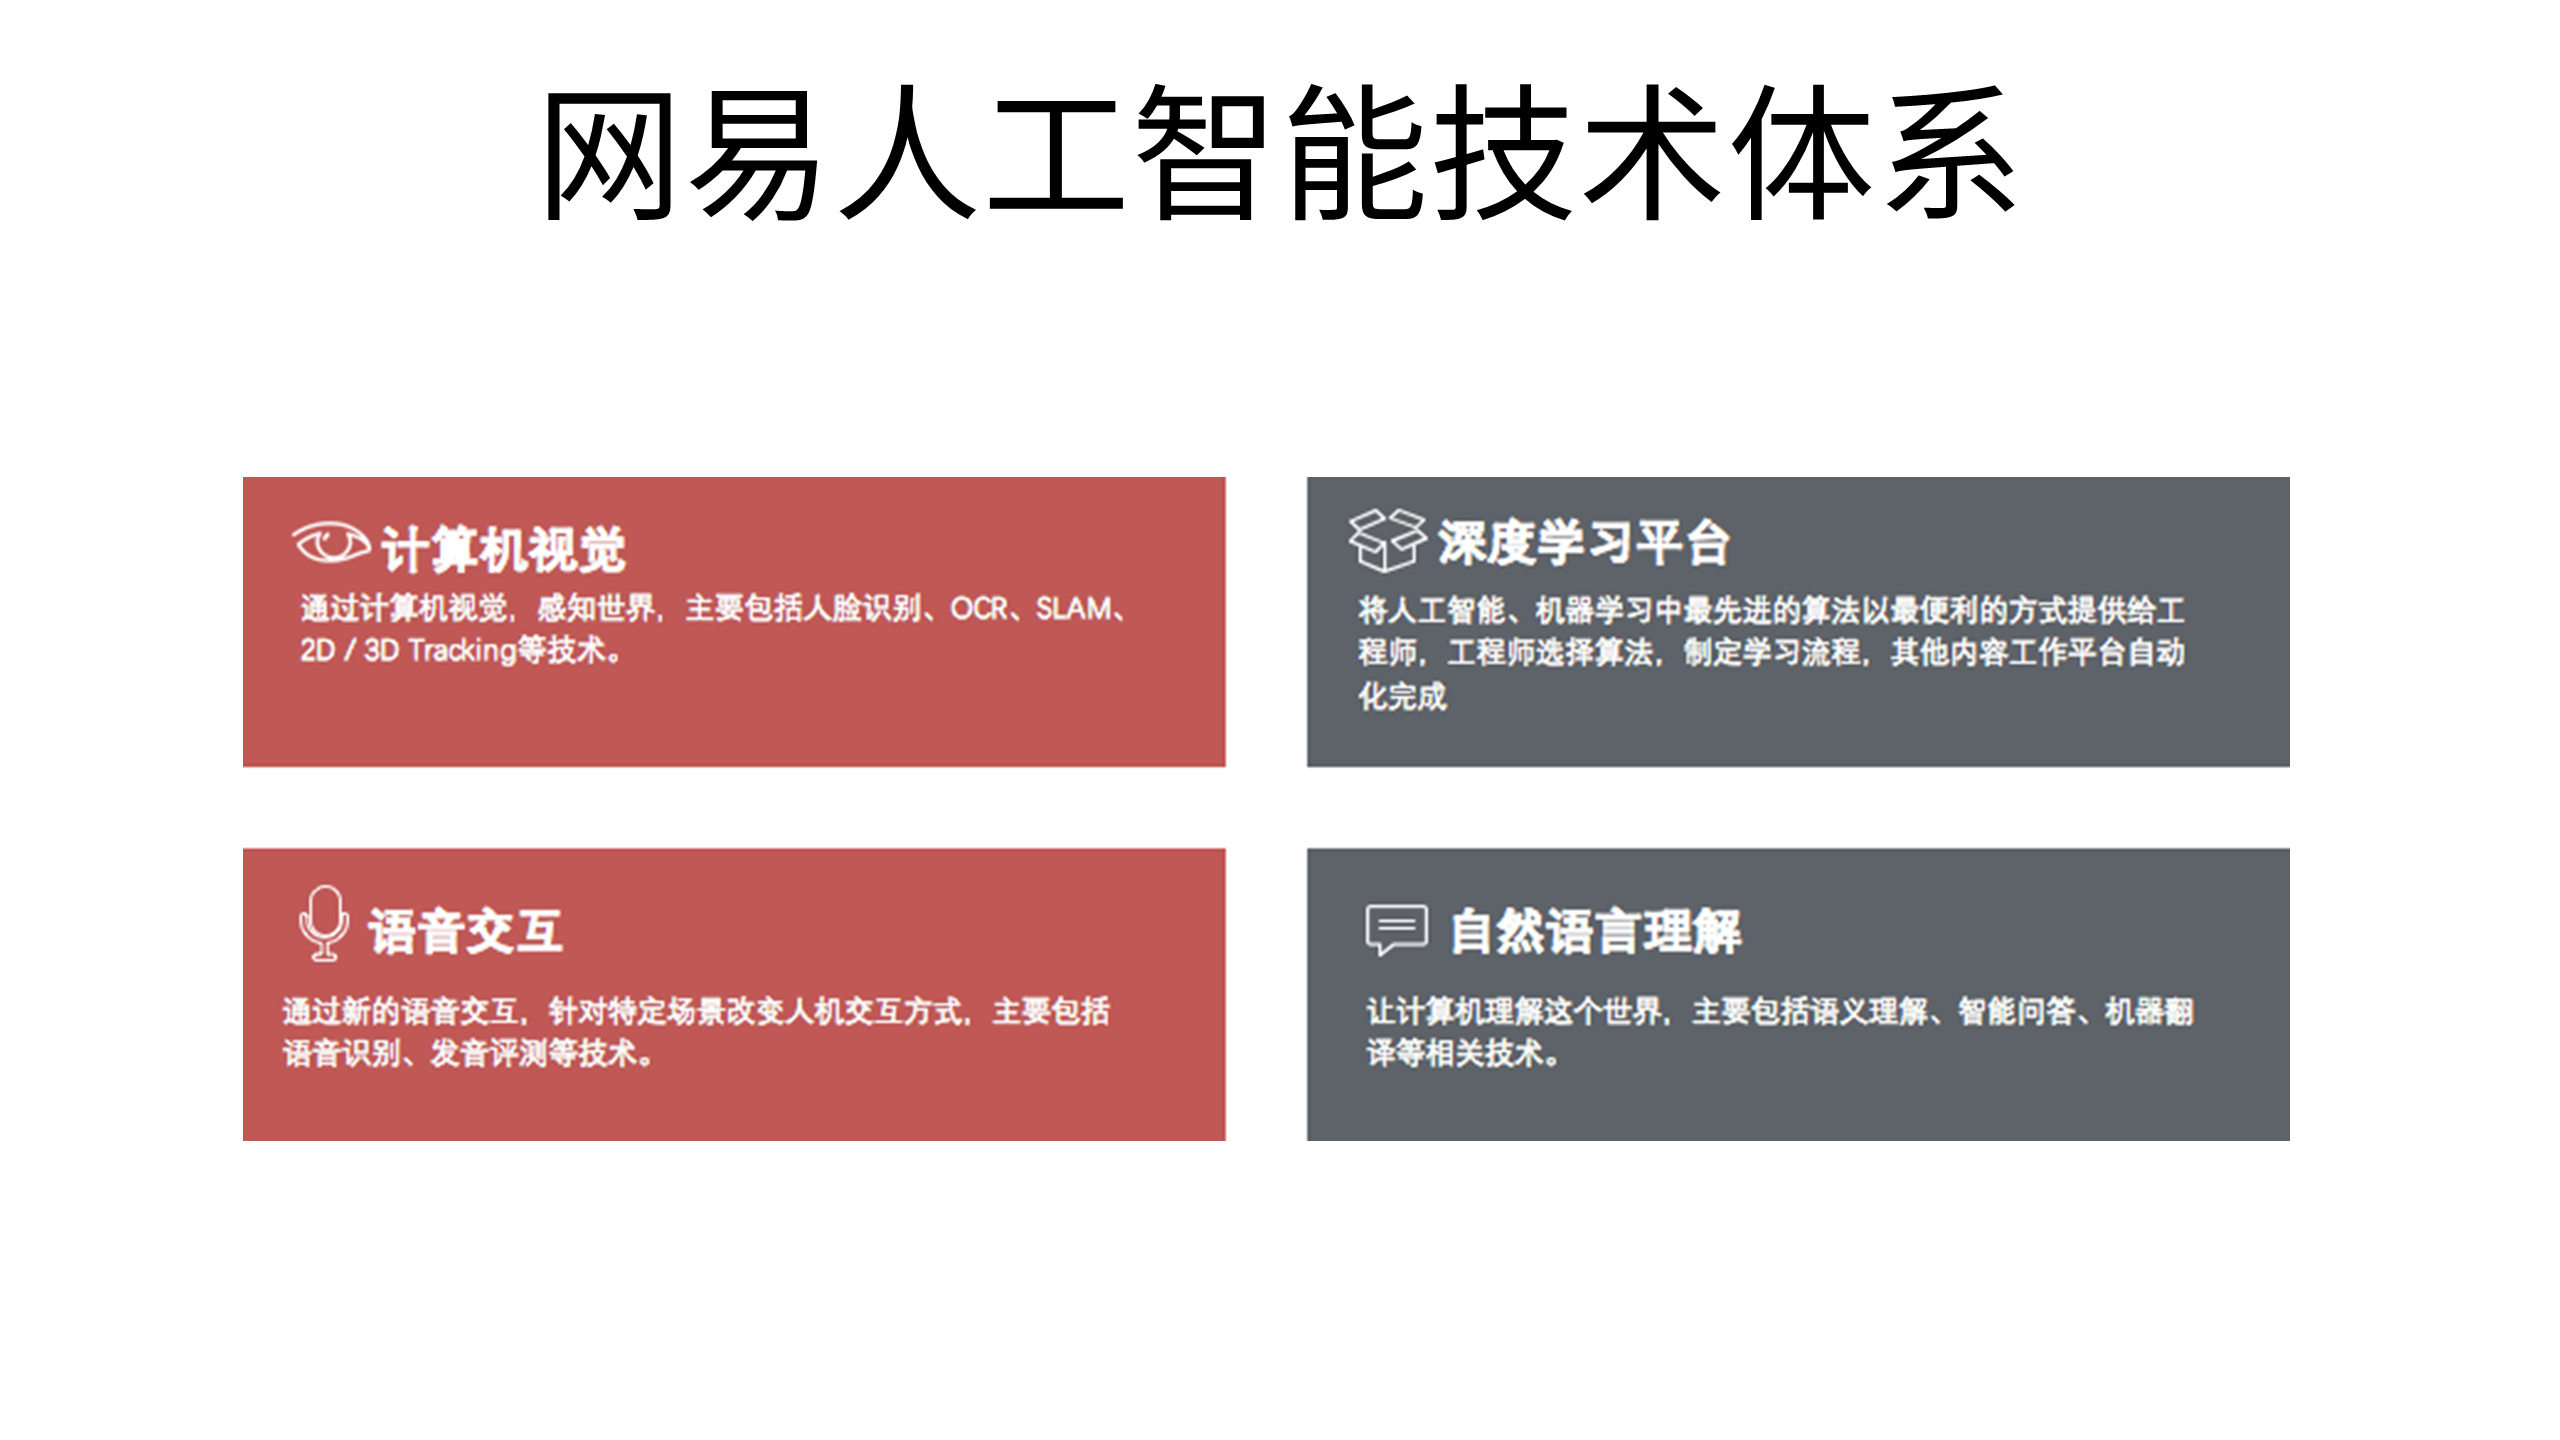 网易人工智能技术体系
计算机视觉
通过计算机视觉，感知世界，主要包括人脸识别、OCR、SLAM、
2D / 3D Tracking等技术。
深度学习平台
将人工智能、机器学习中最先进的算法以最便利的方式提供给工
程师，工程师选择算法，制定学习流程，其他内容工作平台自动
化完成
语音交互
通过新的语音交互，针对特定场景改变人机交互方式，主要包括
语音识别、发音评测等技术。
自然语言理解
让计算机理解这个世界，主要包括语义理解、智能问答、机器翻
译等相关技术。